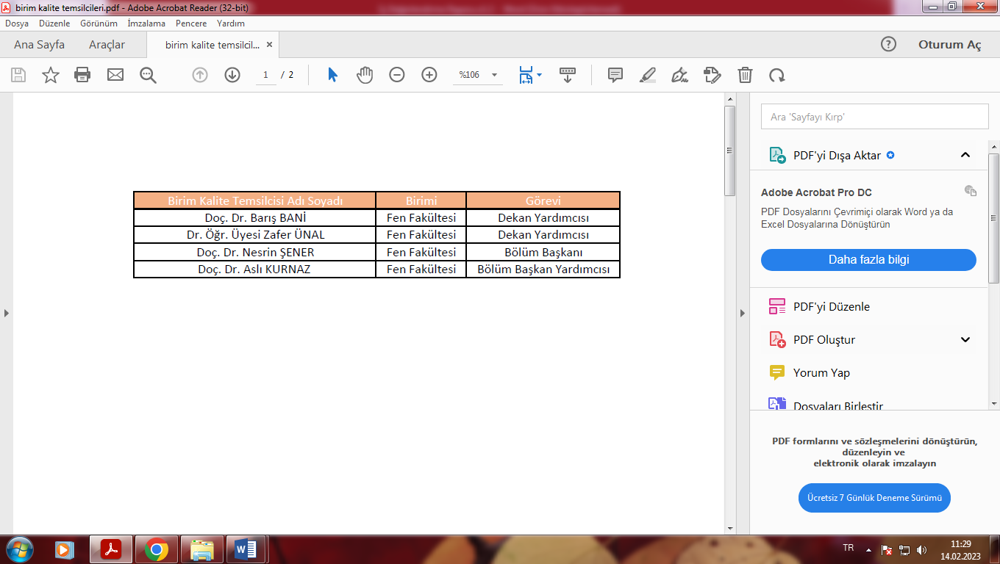 birim kalite temsilcileri.pdf - Adobe Acrobat Reader (32-bit)
Dosya Düzenle Görünüm İmzalama Pencere Yardım
Ana Sayfa Araçlar birim kalite temsilcil... × Oturum Aç
1 / 2 %106
Ara 'Sayfayı Kırp'
PDF'yi Dışa Aktar
Adobe Acrobat Pro DC
PDF Dosyalarını Çevrimiçi olarak Word ya da
Excel Dosyalarına Dönüştürün
Daha fazla bilgi
PDF'yi Düzenle
PDF Oluştur
Yorum Yap
Dosyaları Birleştir
PDF formlarını ve sözleşmelerini dönüştürün,
düzenleyin ve
elektronik olarak imzalayın
Ücretsiz 7 Günlük Deneme Sürümü
Birim Kalite Temsilcisi Adı Soyadı Birimi Görevi
Doç. Dr. Barış BANİ Fen Fakültesi Dekan Yardımcısı
Dr. Öğr. Üyesi Zafer ÜNAL Fen Fakültesi Dekan Yardımcısı
Doç. Dr. Nesrin ŞENER Fen Fakültesi Bölüm Başkanı
Doç. Dr. Aslı KURNAZ Fen Fakültesi Bölüm Başkan Yardımcısı
TR 11:29
14.02.2023